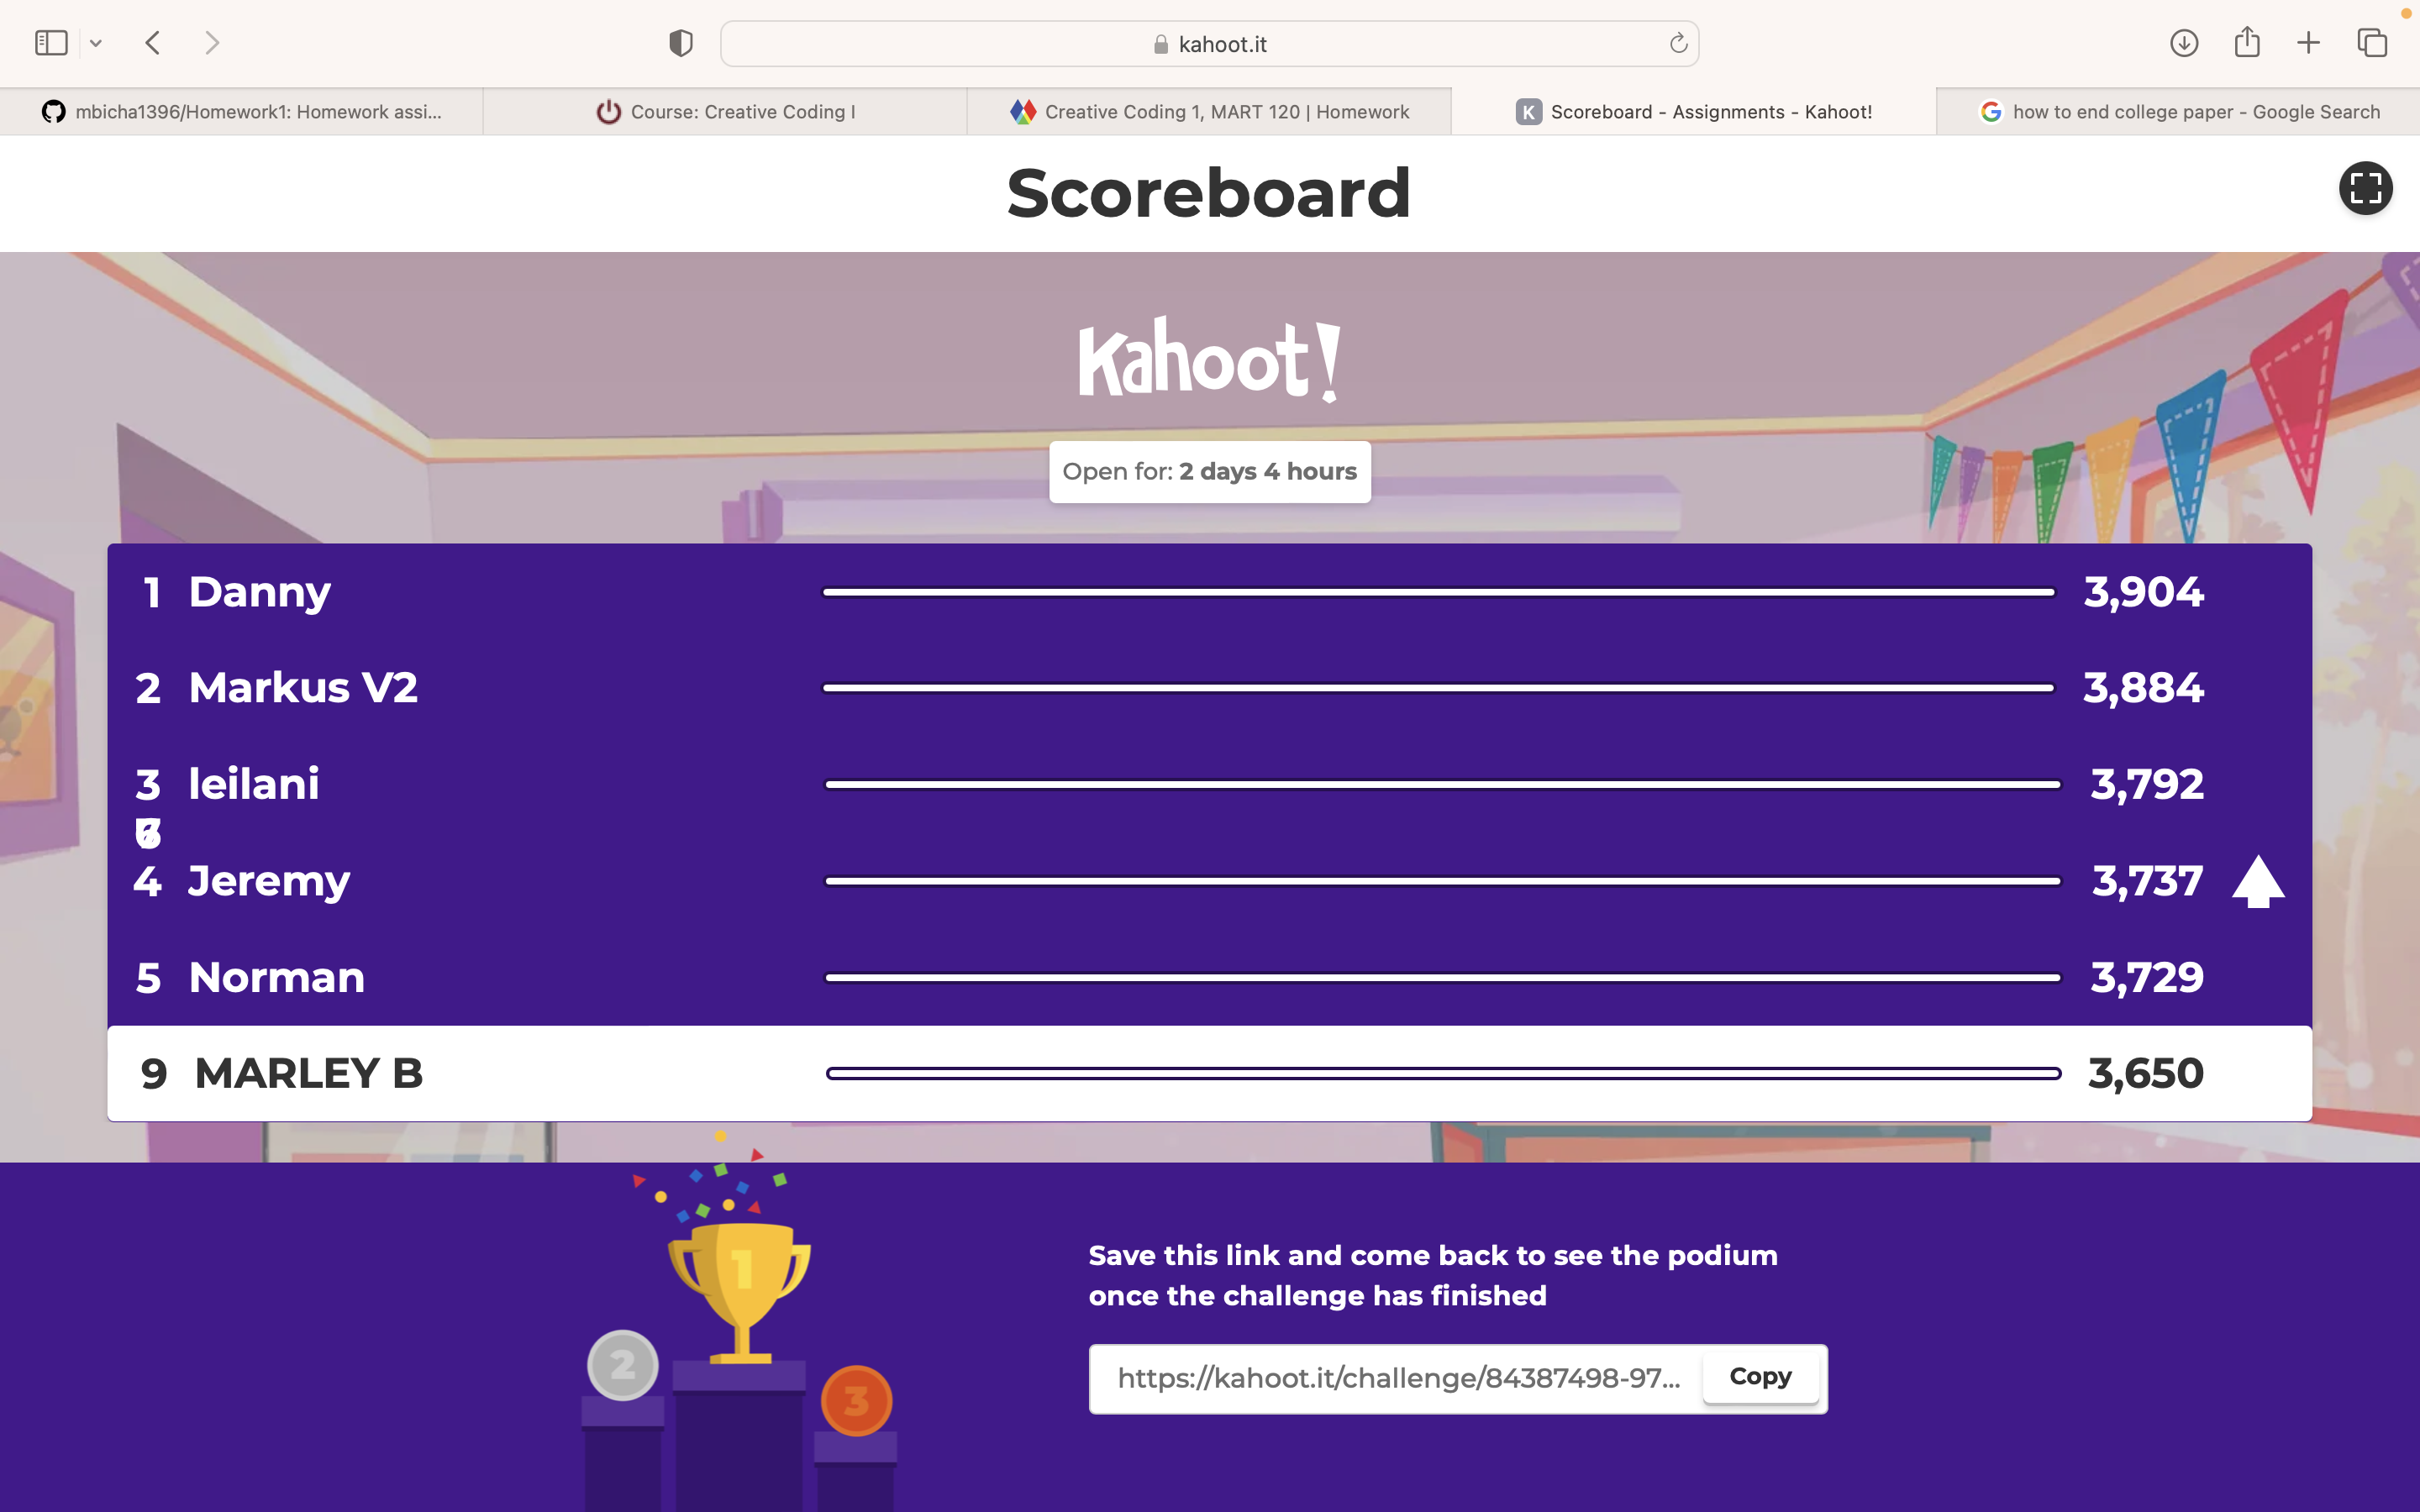 kahoot.it
mbicha1396/Homework1: Homework assi...
Course: Creative Coding I
Creative Coding 1, MART 120 | Homework
K
Scoreboard - Assignments - Kahoot!
G
how to end college paper - Google Search
Scoreboard
Kahoot!
Open for: 2 days 4 hours
1 Danny 3,904
2 Markus V2 3,884
3 leilani 3,792
4 Jeremy 3,737
5 Norman 3,729
9 MARLEY B 3,650
1
2
3
Save this link and come back to see the podium
once the challenge has finished
https://kahoot.it/challenge/84387498-97...
Copy